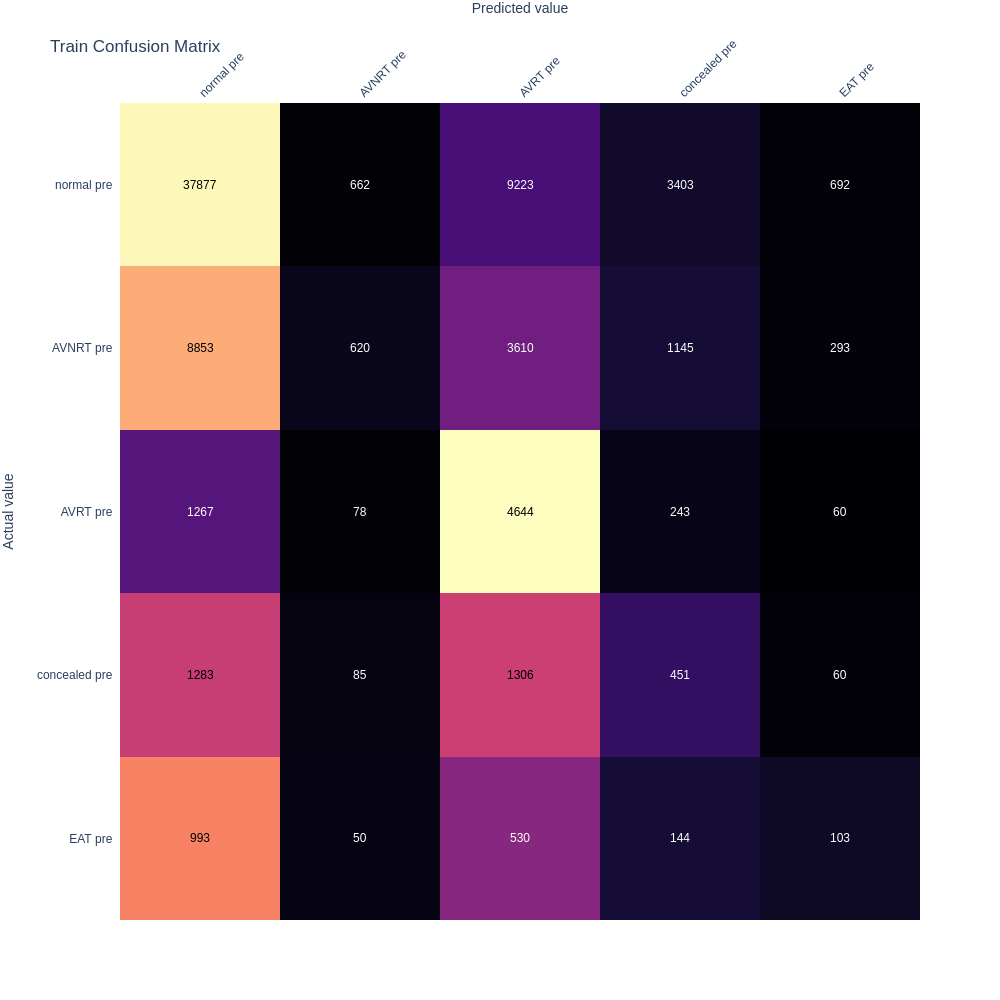 Predicted value
Train Confusion Matrix
normal pre
AVNRT pre
AVRT pre
concealed pre
EAT pre
normal pre 37877 662 9223 3403 692
AVNRT pre 8853 620 3610 1145 293
Actual value
AVRT pre 1267 78 4644 243 60
concealed pre 1283 85 1306 451 60
EAT pre 993 50 530 144 103